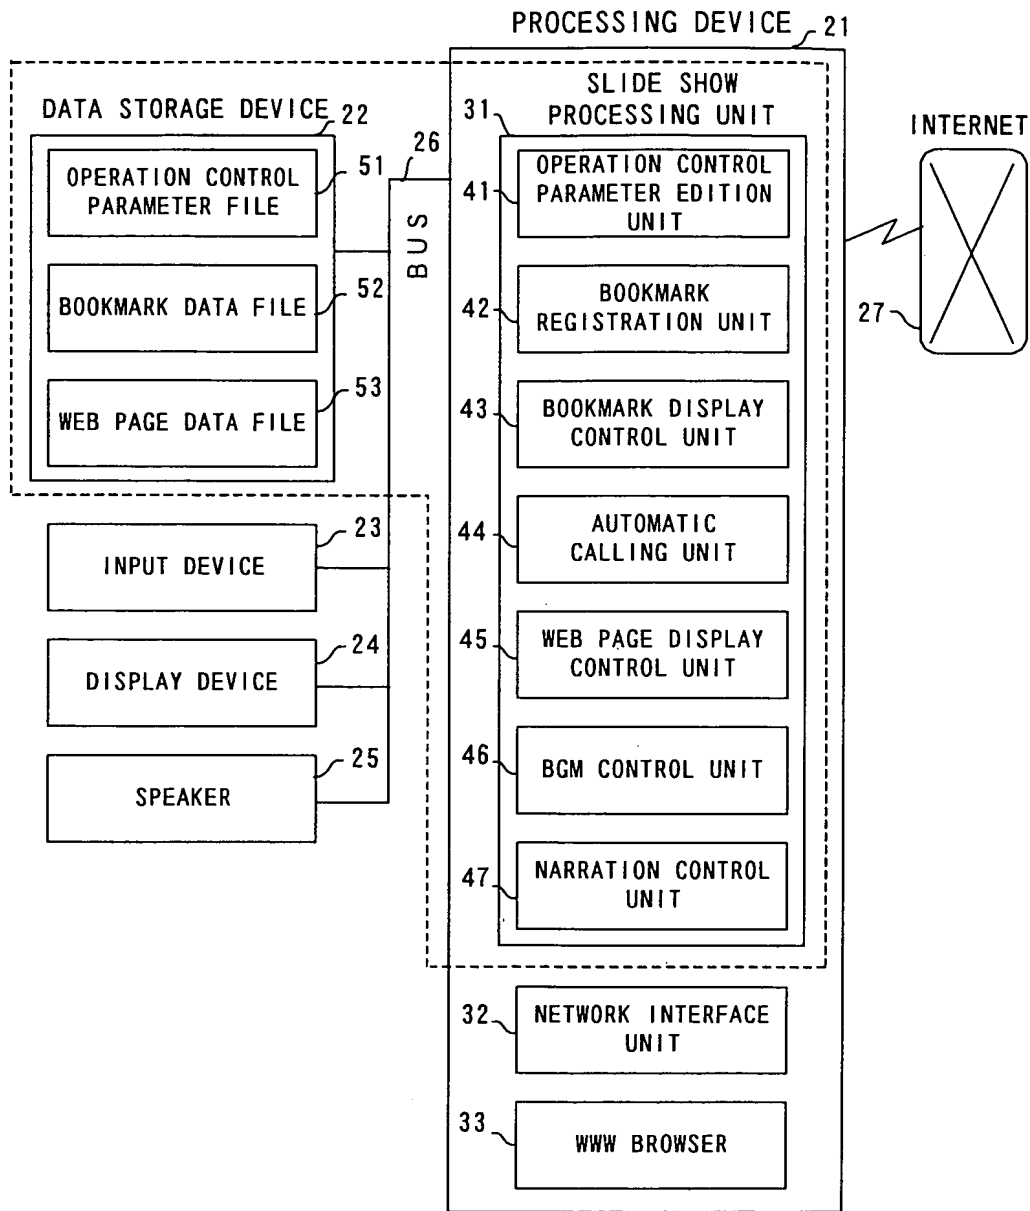 PROCESSING DEVICE 21
DATA STORAGE DEVICE
22
OPERATION CONTROL
PARAMETER FILE
51
BOOKMARK DATA FILE
52
WEB PAGE DATA FILE
53
26
BUS
INPUT DEVICE
23
DISPLAY DEVICE
24
SPEAKER
25
SLIDE SHOW
PROCESSING UNIT
31
41
OPERATION CONTROL
PARAMETER EDITION
UNIT
42
BOOKMARK
REGISTRATION UNIT
43
BOOKMARK DISPLAY
CONTROL UNIT
44
AUTOMATIC
CALLING UNIT
45
WEB PAGE DISPLAY
CONTROL UNIT
46
BGM CONTROL UNIT
47
NARRATION CONTROL
UNIT
32
NETWORK INTERFACE
UNIT
33
WWW BROWSER
INTERNET
27